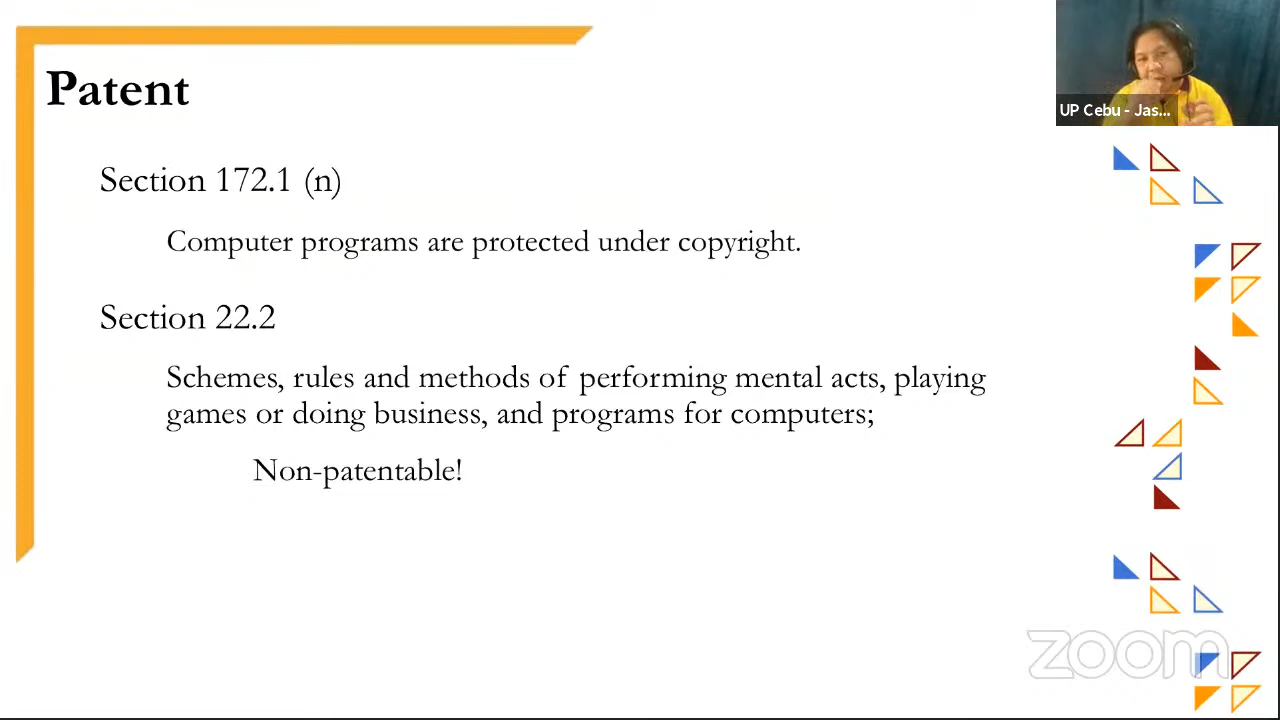 Patent
UP Cebu - Jas...
Section 172.1 (n)
Computer programs are protected under copyright.
Section 22.2
Schemes, rules and methods of performing mental acts, playing
games or doing business, and programs for computers;
Non-patentable!
zoom